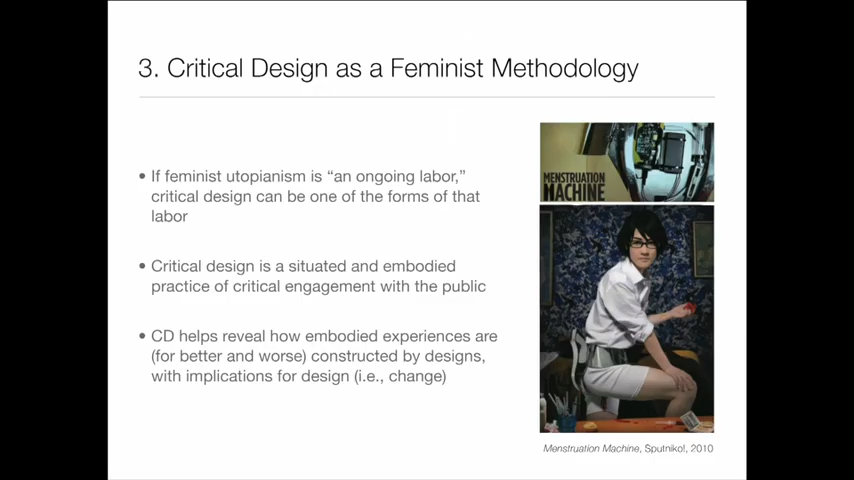 3. Critical Design as a Feminist Methodology
• If feminist utopianism is “an ongoing labor,”
critical design can be one of the forms of that
labor
• Critical design is a situated and embodied
practice of critical engagement with the public
• CD helps reveal how embodied experiences are
(for better and worse) constructed by designs,
with implications for design (i.e., change)
MENSTRUATION
MACHINE
Menstruation Machine, Sputniko!, 2010